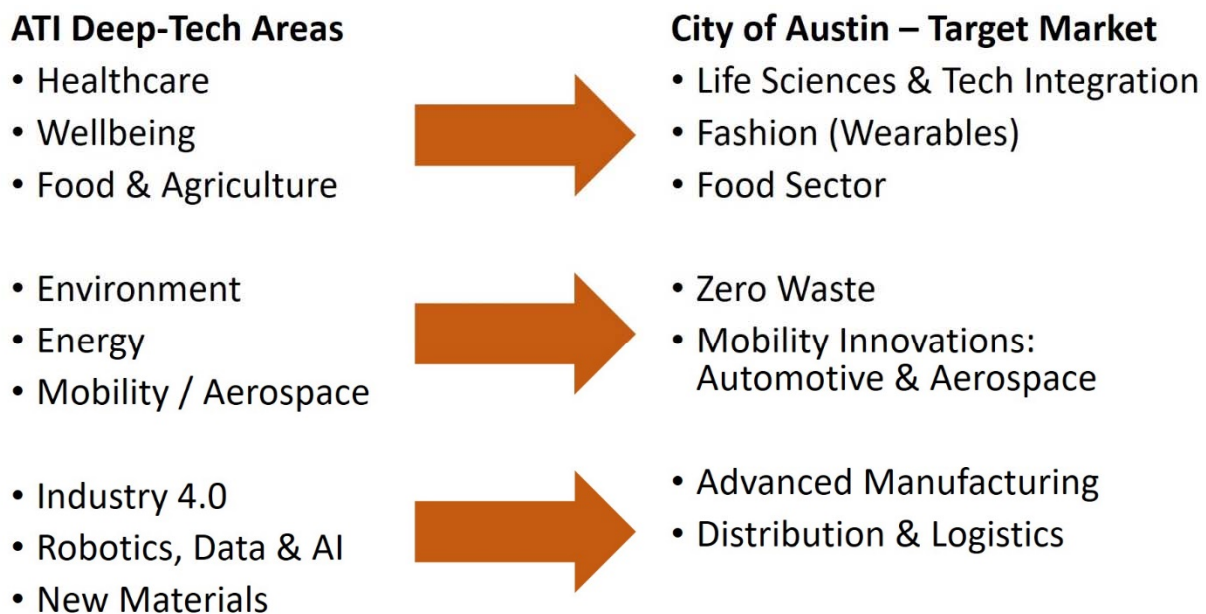 ATI Deep-Tech Areas
• Healthcare
• Wellbeing
• Food & Agriculture
• Environment
• Energy
• Mobility / Aerospace
• Industry 4.0
• Robotics, Data & AI
• New Materials
City of Austin – Target Market
• Life Sciences & Tech Integration
• Fashion (Wearables)
• Food Sector
• Zero Waste
• Mobility Innovations:
Automotive & Aerospace
• Advanced Manufacturing
• Distribution & Logistics